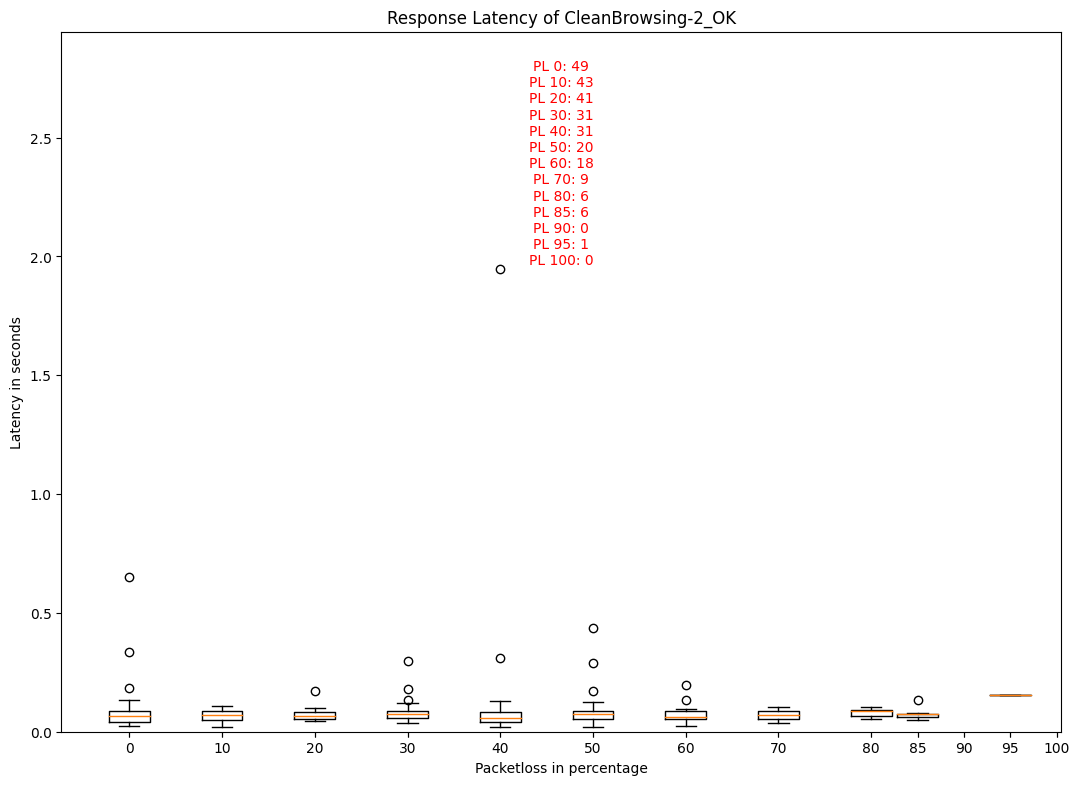 Response Latency of CleanBrowsing-2_OK
PL 0: 49
PL 10: 43
PL 20: 41
PL 30: 31
PL 40: 31
PL 50: 20
PL 60: 18
PL 70: 9
PL 80: 6
PL 85: 6
PL 90: 0
PL 95: 1
PL 100: 0
Latency in seconds
2.5
2.0
1.5
1.0
0.5
0.0
0 10 20 30 40 50 60 70 80 85 90 95 100
Packetloss in percentage